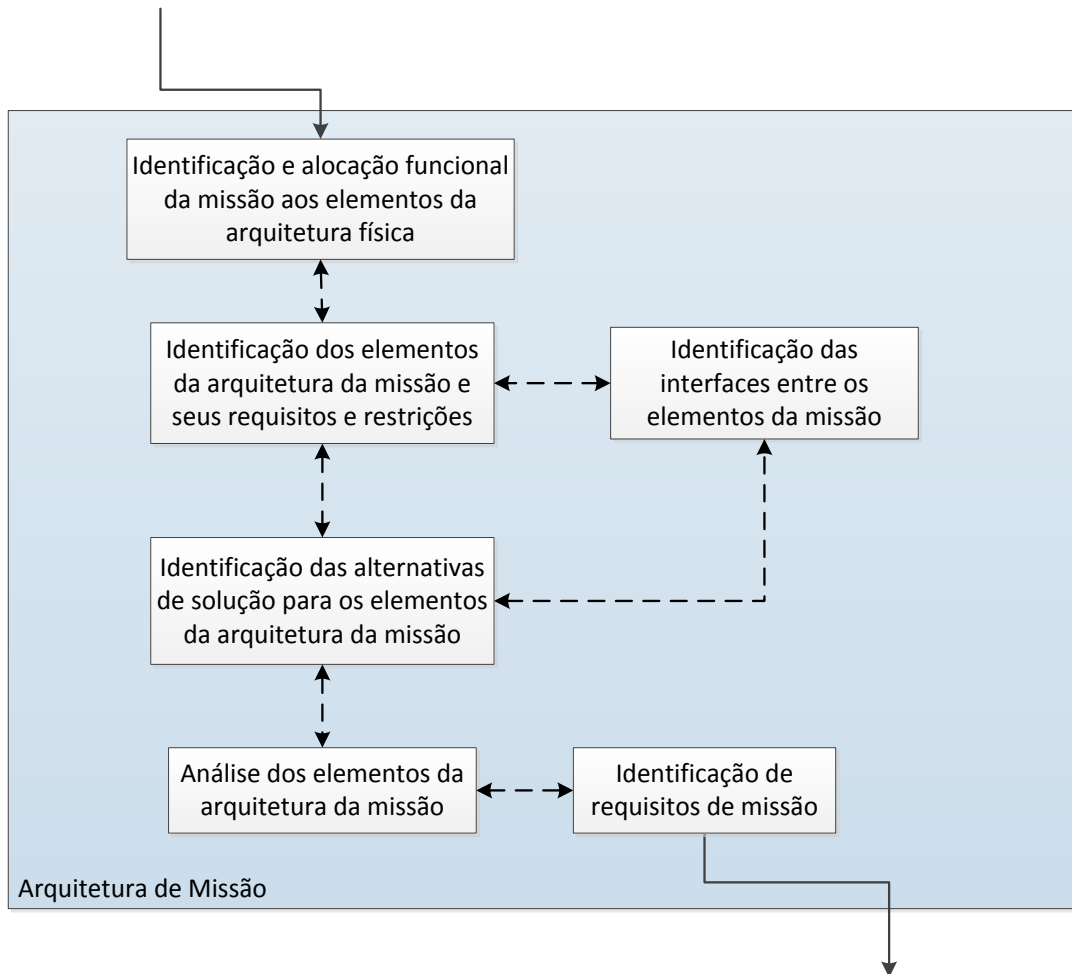 Identificação e alocação funcional
da missão aos elementos da
arquitetura física
Identificação dos elementos
da arquitetura da missão e
seus requisitos e restrições
Identificação das
interfaces entre os
elementos da missão
Identificação das alternativas
de solução para os elementos
da arquitetura da missão
Análise dos elementos da
arquitetura da missão
Identificação de
requisitos de missão
Arquitetura de Missão